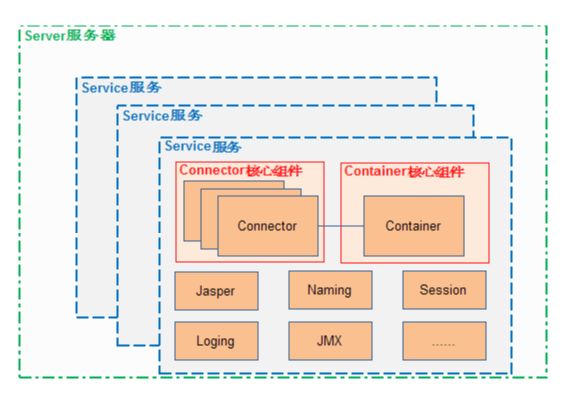 Server服务器
Service服务
Service服务
Service服务
Connector核心组件
Container核心组件
Connector
Container
Jasper
Naming
Session
Loging
JMX
......